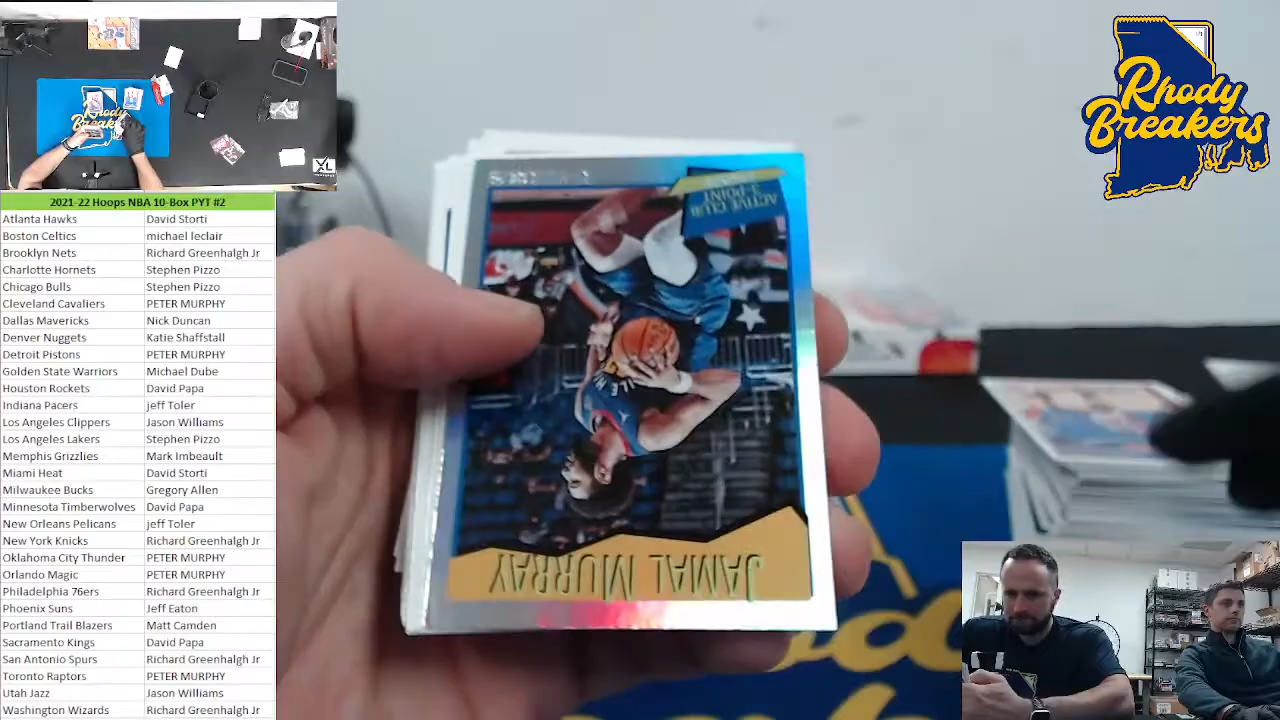 2021-22 Hoops NBA 10-Box PYT #2
Atlanta Hawks David Storti
Boston Celtics michael leclair
Brooklyn Nets Richard Greenhalgh Jr
Charlotte Hornets Stephen Pizzo
Chicago Bulls Stephen Pizzo
Cleveland Cavaliers PETER MURPHY
Dallas Mavericks Nick Duncan
Denver Nuggets Katie Shaffstall
Detroit Pistons PETER MURPHY
Golden State Warriors Michael Dube
Houston Rockets David Papa
Indiana Pacers jeff Toler
Los Angeles Clippers Jason Williams
Los Angeles Lakers Stephen Pizzo
Memphis Grizzlies Mark Imbeault
Miami Heat David Storti
Milwaukee Bucks Gregory Allen
Minnesota Timberwolves David Papa
New Orleans Pelicans jeff Toler
New York Knicks Richard Greenhalgh Jr
Oklahoma City Thunder PETER MURPHY
Orlando Magic PETER MURPHY
Philadelphia 76ers Richard Greenhalgh Jr
Phoenix Suns Jeff Eaton
Portland Trail Blazers Matt Camden
Sacramento Kings David Papa
San Antonio Spurs Richard Greenhalgh Jr
Toronto Raptors PETER MURPHY
Utah Jazz Jason Williams
Washington Wizards Richard Greenhalgh Jr
Rhody
Breakers
XL
Rhody
Breakers
3-POINT
ACTIVE CLUB
JAMAL MURRAY